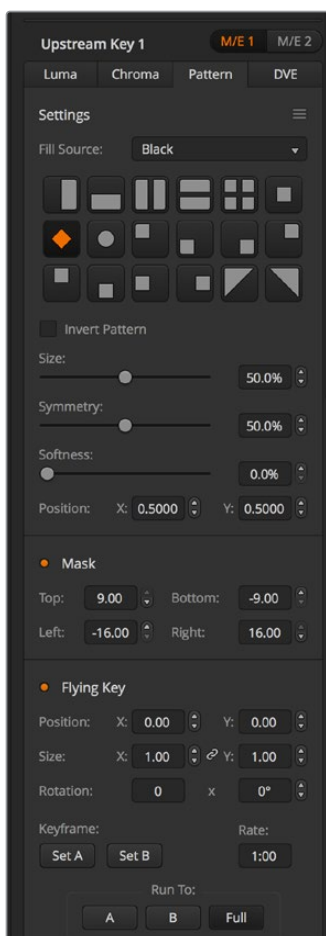 Upstream Key 1 M/E 1 M/E 2
Luma Chroma Pattern DVE
Settings
Fill Source: Black
Invert Pattern
Size:
50.0%
Symmetry:
50.0%
Softness:
0.0%
Position: X: 0.5000 Y: 0.5000
Mask
Top: 9.00 Bottom: -9.00
Left: -16.00 Right: 16.00
Flying Key
Position: X: 0.00 Y: 0.00
Size: X: 1.00 Y: 1.00
Rotation: 0 x 0°
Keyframe: Rate:
Set A Set B 1:00
Run To:
A B Full